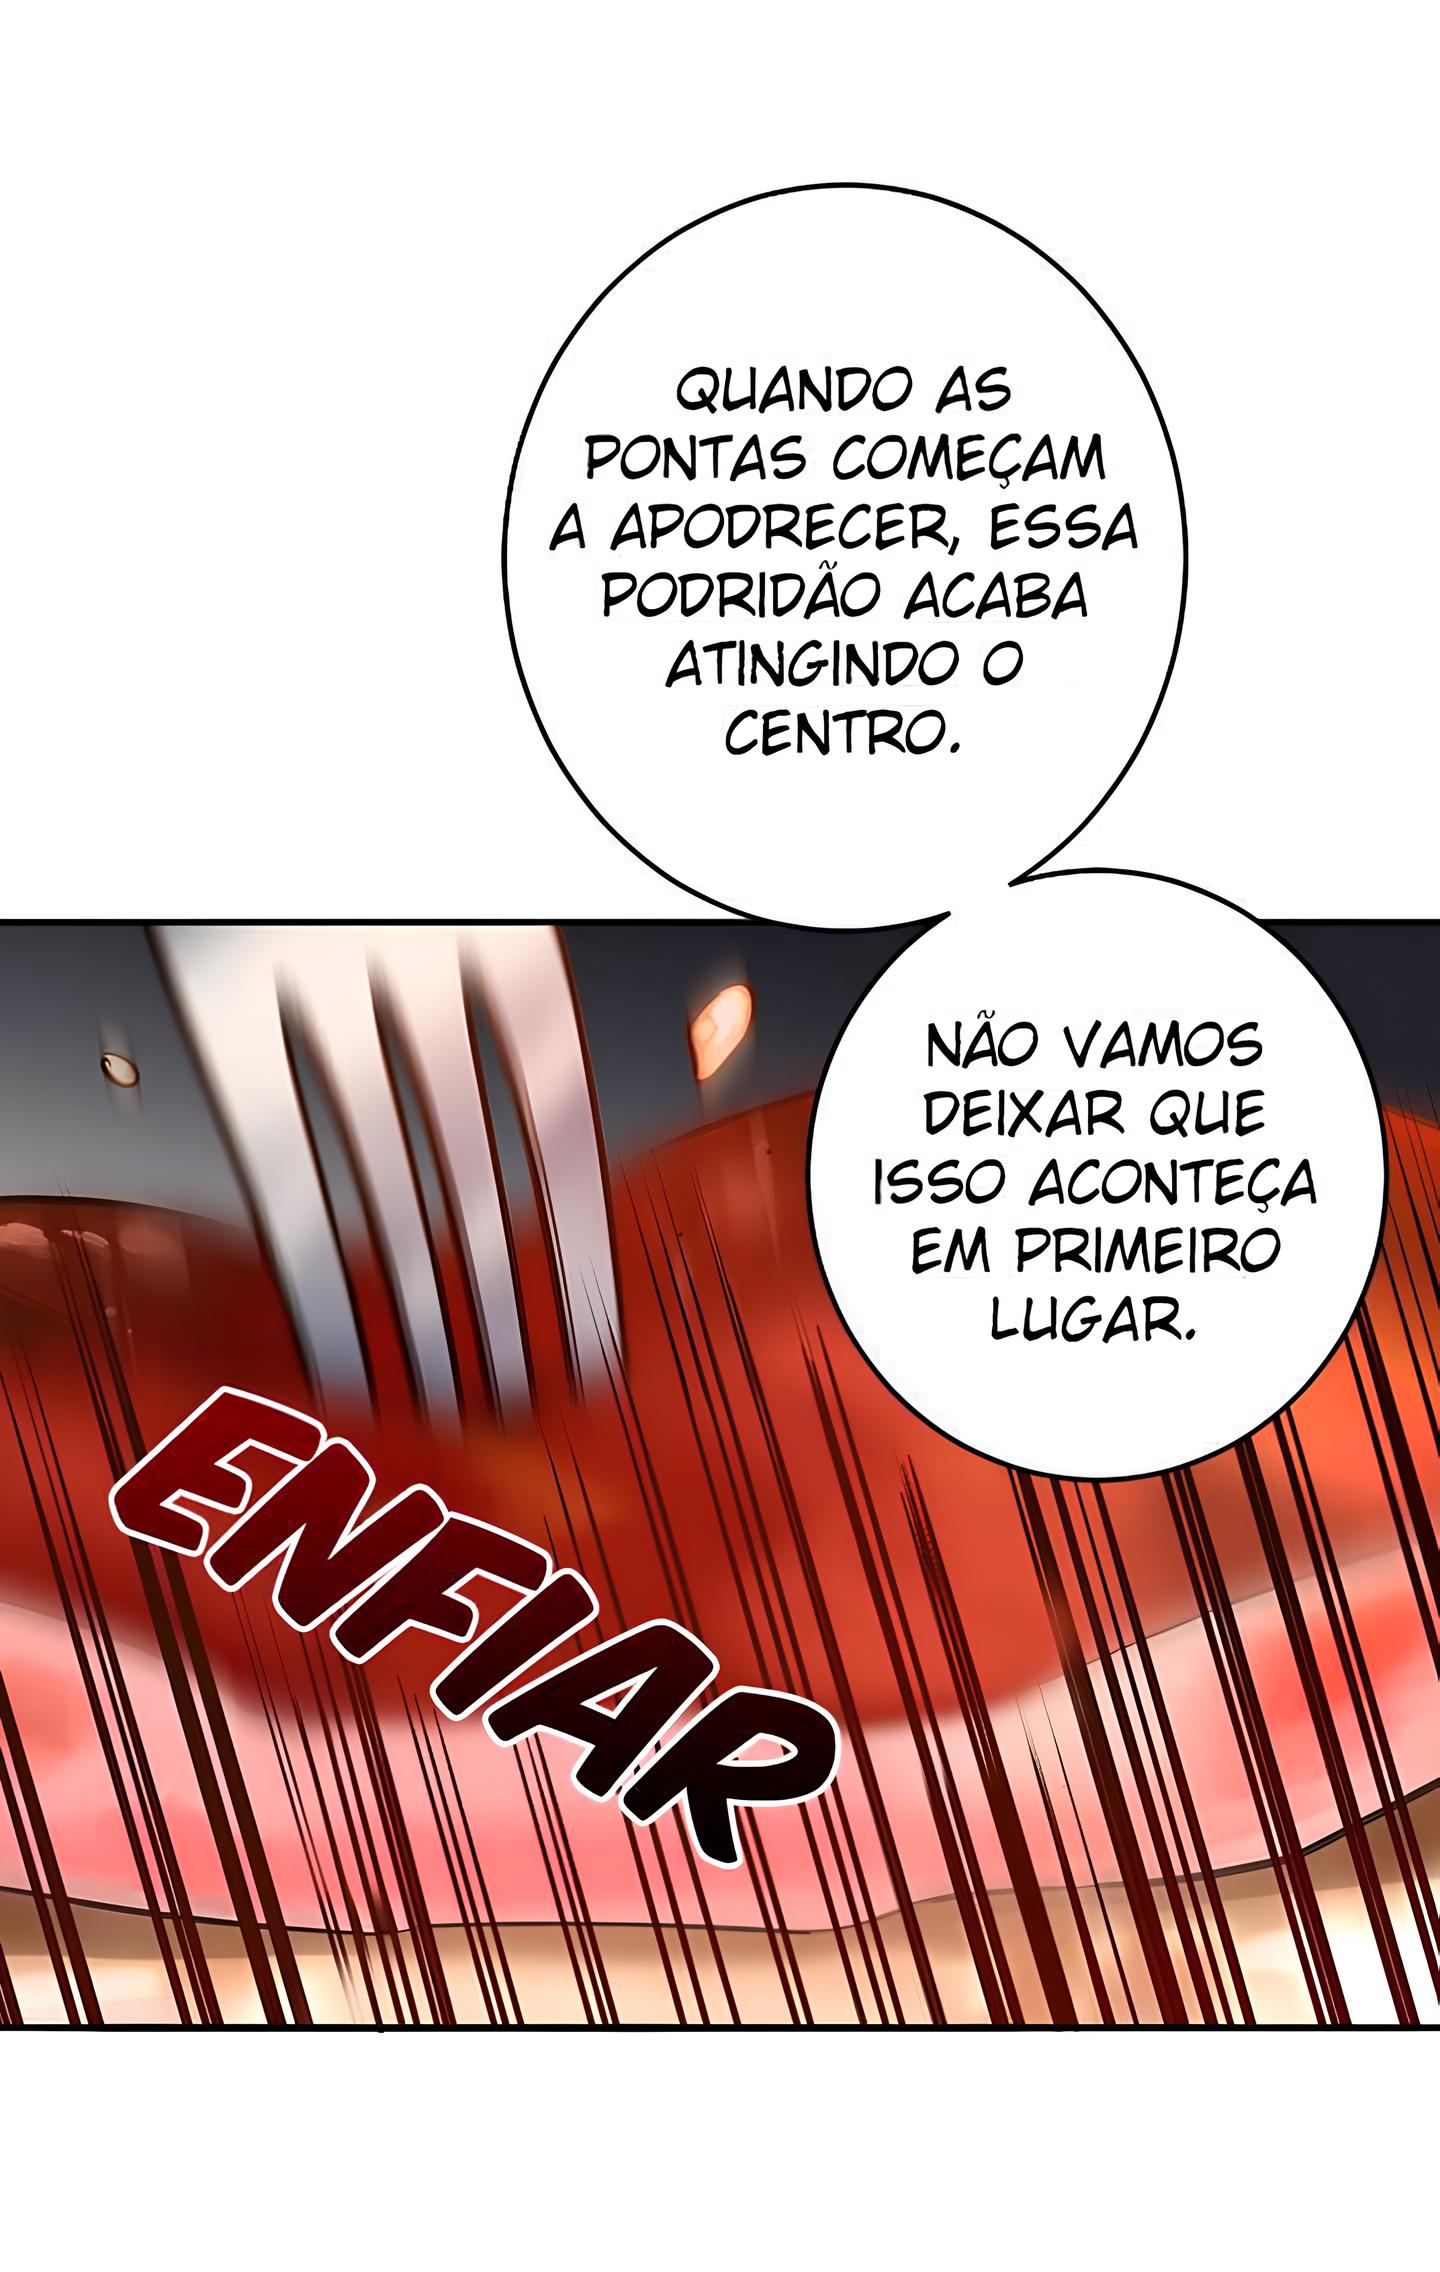 QUANDO AS
PONTAS COMEÇAM
A APODRECER, ESSA
PODRIDÃO ACABA
ATINGINDO O
CENTRO.
NÃO VAMOS
DEIXAR QUE
ISSO ACONTEÇA
EM PRIMEIRO
LUGAR.
ENFIAR